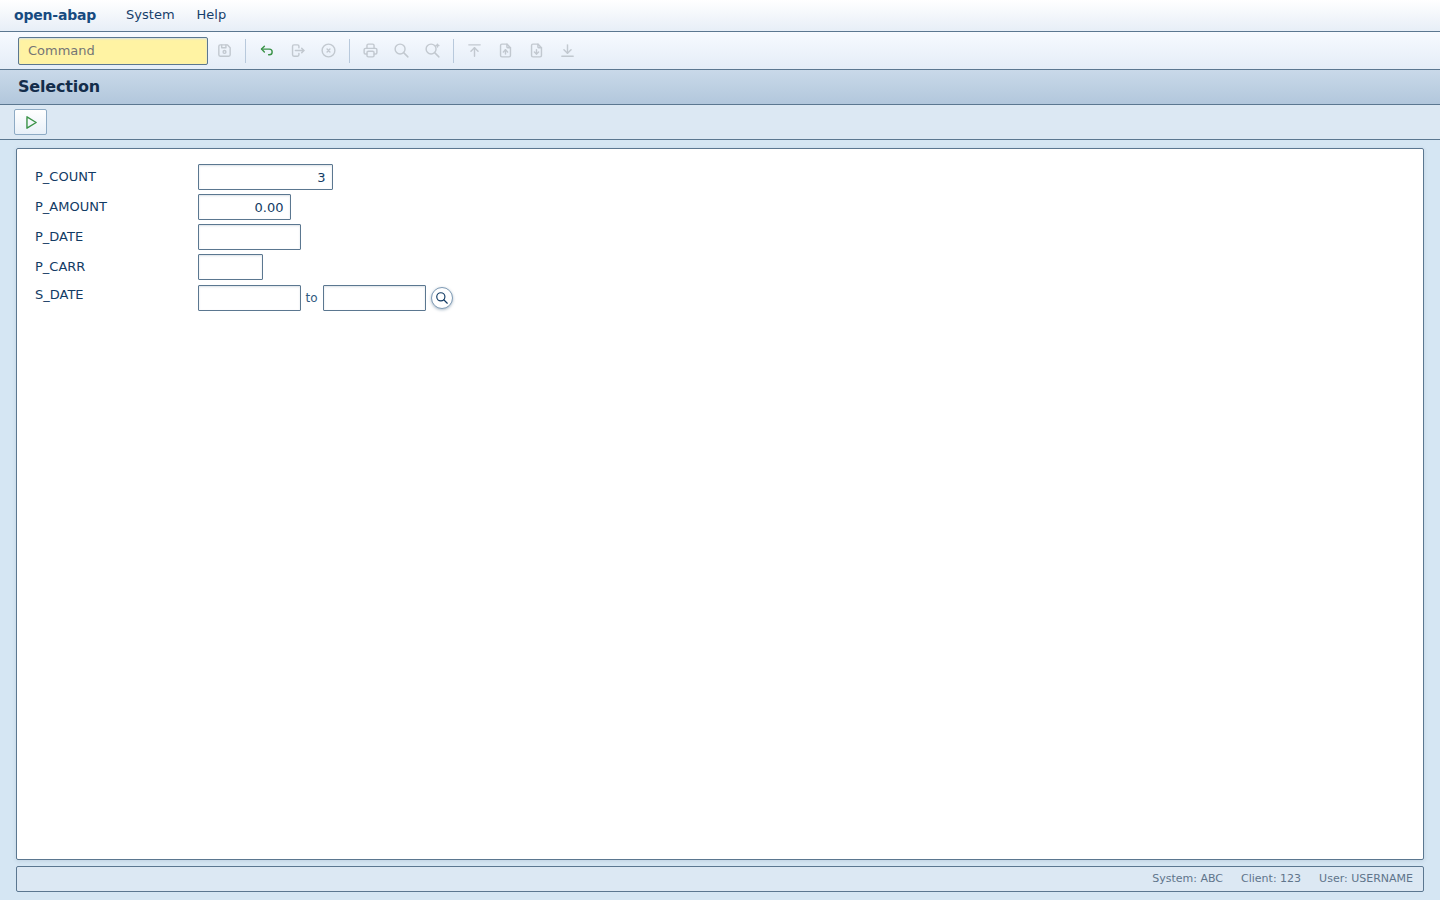 open-abap System Help
Command
Selection
P_COUNT 3
P_AMOUNT 0.00
P_DATE
P_CARR
S_DATE to
System: ABC Client: 123 User: USERNAME